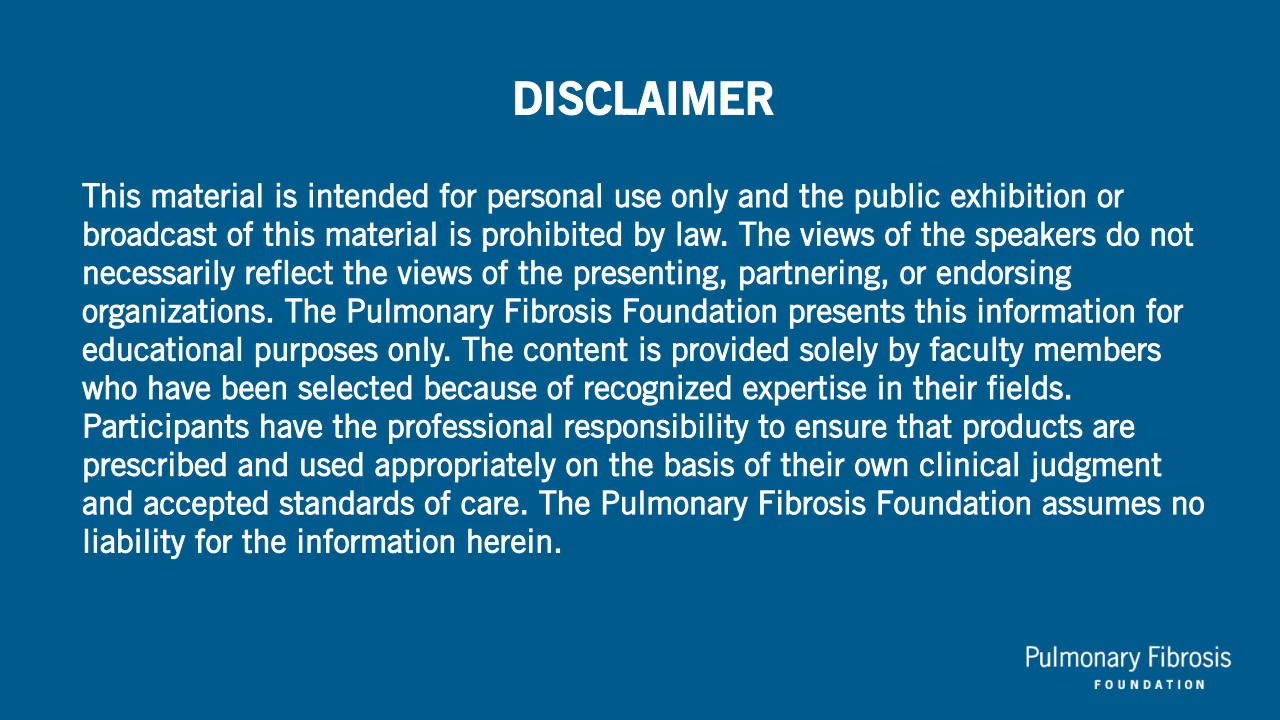 DISCLAIMER
This material is intended for personal use only and the public exhibition or
broadcast of this material is prohibited by law. The views of the speakers do not
necessarily reflect the views of the presenting, partnering, or endorsing
organizations. The Pulmonary Fibrosis Foundation presents this information for
educational purposes only. The content is provided solely by faculty members
who have been selected because of recognized expertise in their fields.
Participants have the professional responsibility to ensure that products are
prescribed and used appropriately on the basis of their own clinical judgment
and accepted standards of care. The Pulmonary Fibrosis Foundation assumes no
liability for the information herein.
Pulmonary Fibrosis
FOUNDATION